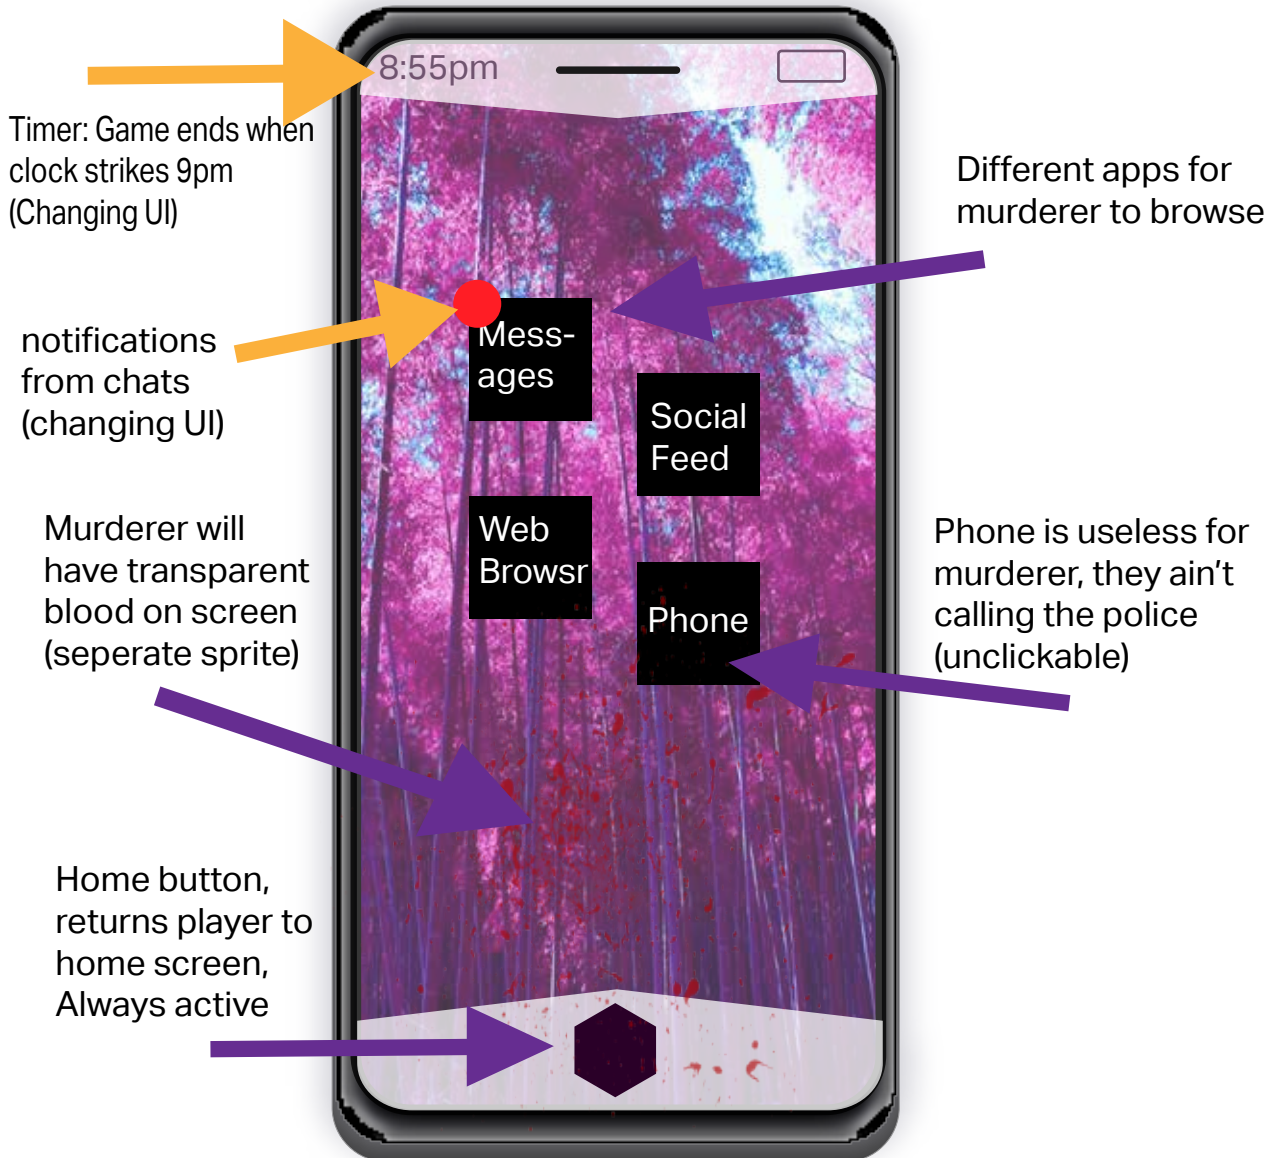 8:55pm
Timer: Game ends when
clock strikes 9pm
(Changing UI)
Different apps for
murderer to browse
notifications
from chats
(changing UI)
Mess-
ages
Social
Feed
Murderer will
have transparent
blood on screen
(seperate sprite)
Web
Browsr
Phone
Phone is useless for
murderer, they ain't
calling the police
(unclickable)
Home button,
returns player to
home screen,
Always active